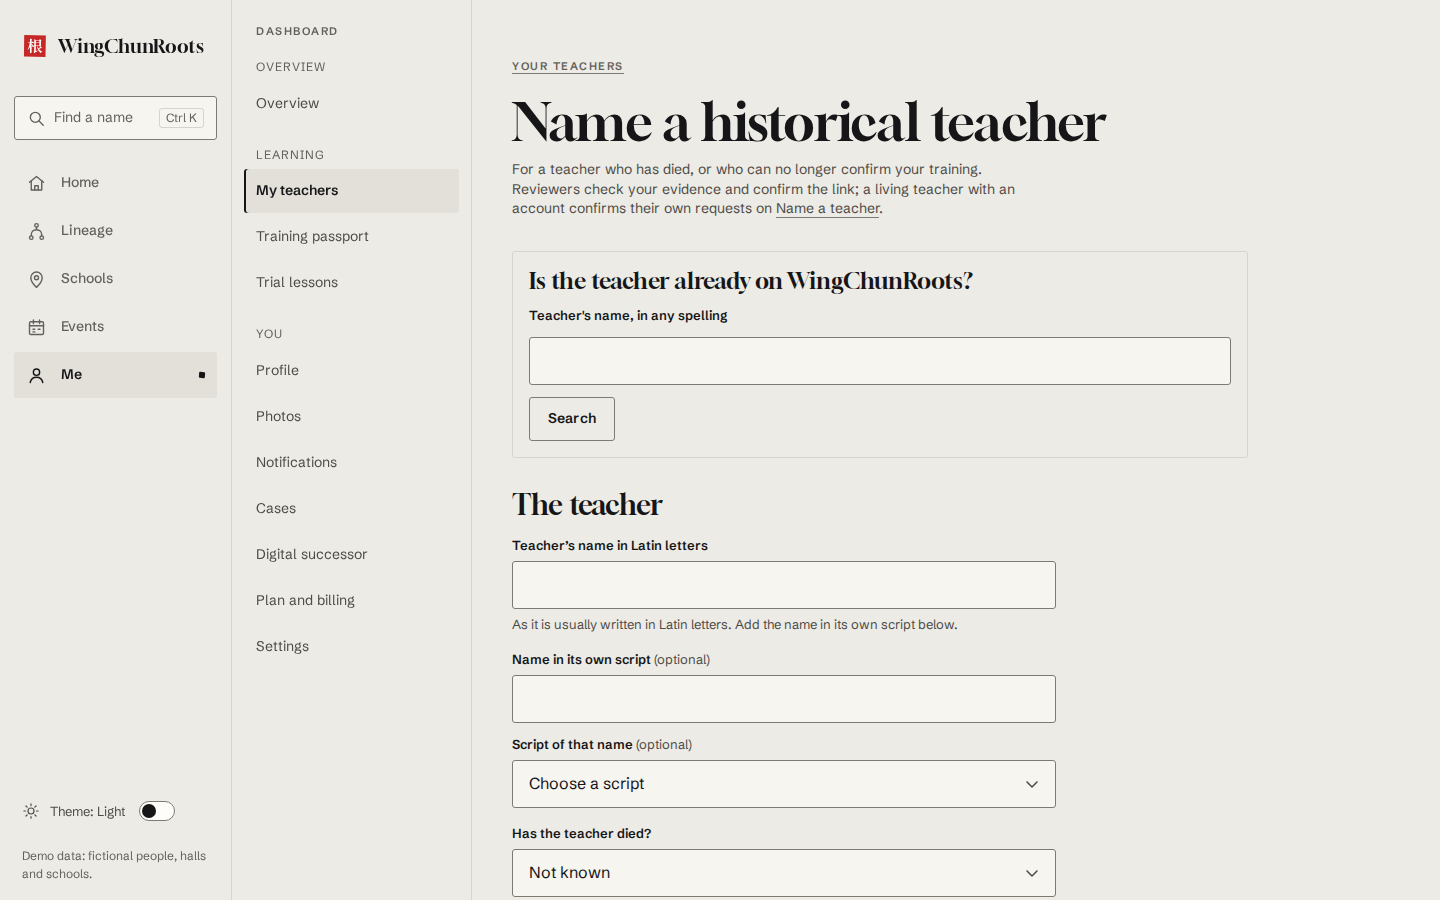 根 WingChunRoots
Find a name Ctrl K
Home
Lineage
Schools
Events
Me
Theme: Light
Demo data: fictional people, halls
and schools.
DASHBOARD
OVERVIEW
Overview
LEARNING
My teachers
Training passport
Trial lessons
YOU
Profile
Photos
Notifications
Cases
Digital successor
Plan and billing
Settings
YOUR TEACHERS
Name a historical teacher
For a teacher who has died, or who can no longer confirm your training.
Reviewers check your evidence and confirm the link; a living teacher with an
account confirms their own requests on Name a teacher.
Is the teacher already on WingChunRoots?
Teacher's name, in any spelling
Search
The teacher
Teacher’s name in Latin letters
As it is usually written in Latin letters. Add the name in its own script below.
Name in its own script (optional)
Script of that name (optional)
Choose a script
Has the teacher died?
Not known